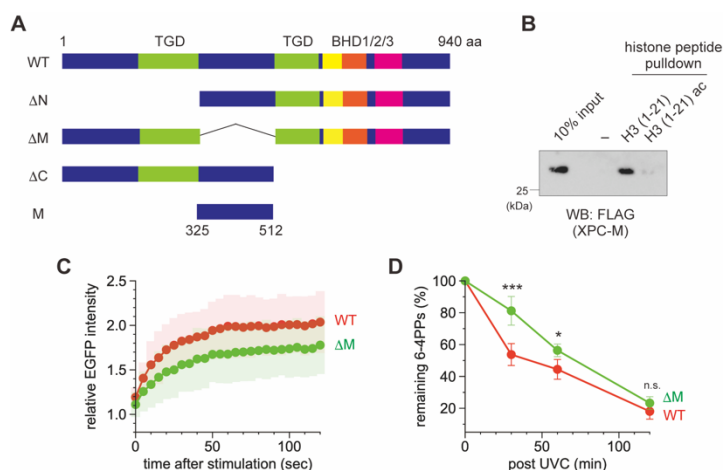 A
1 TGD TGD BHD1/2/3 940 aa
WT
ΔN
ΔM
ΔC
M
325 512
B
histone peptide
pulldown
10% input
–
H3 (1-21)
H3 (1-21) ac
25
(kDa)
WB: FLAG
(XPC-M)
C
relative EGFP intensity
2.5
2.0
1.5
1.0
WT
ΔM
0 50 100
time after stimulation (sec)
D
remaining 6-4PPs (%)
100
80
60
40
20
***
*
n.s.
ΔM
WT
0 50 100
post UVC (min)